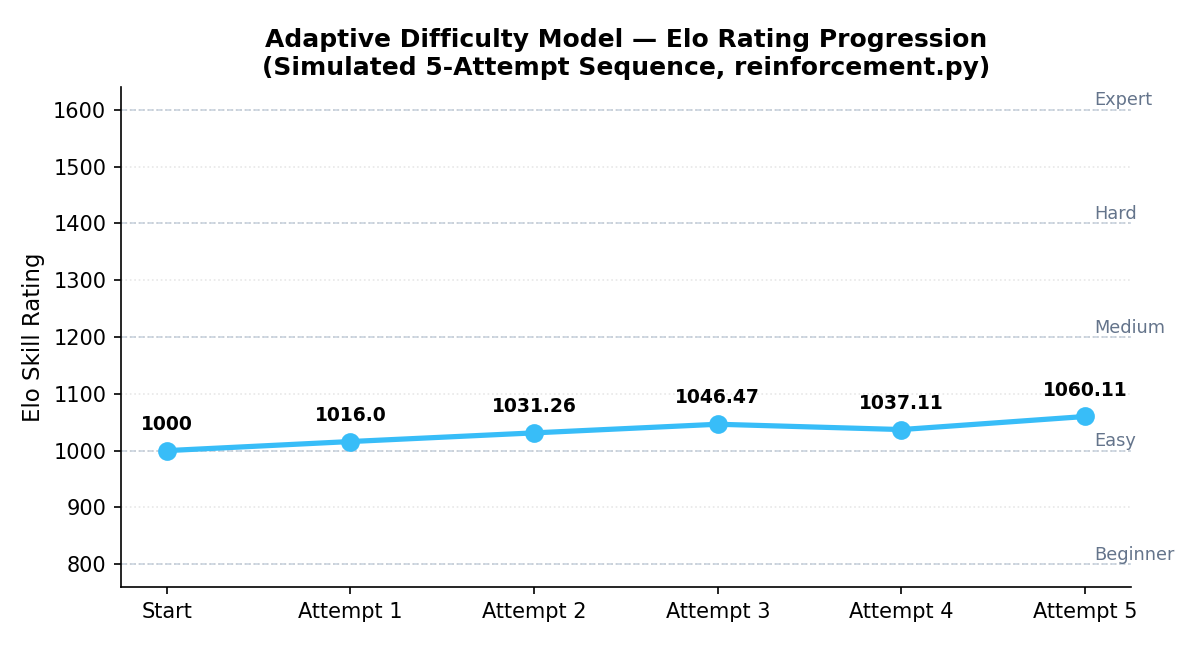 Adaptive Difficulty Model — Elo Rating Progression
(Simulated 5-Attempt Sequence, reinforcement.py)
Elo Skill Rating
1600
1500
1400
1300
1200
1100
1000
900
800
Expert
Hard
Medium
Easy
Beginner
1000
1016.0
1031.26
1046.47
1037.11
1060.11
Start
Attempt 1
Attempt 2
Attempt 3
Attempt 4
Attempt 5